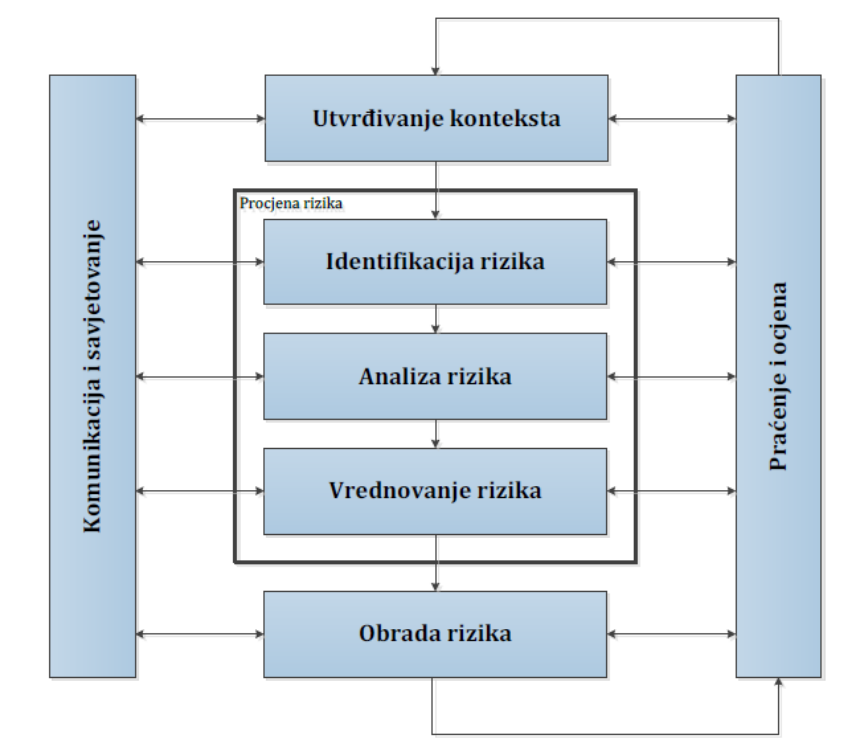 Utvrđivanje konteksta
Procjena rizika
Identifikacija rizika
Analiza rizika
Vrednovanje rizika
Obrada rizika
Komunikacija i savjetovanje
Praćenje i ocjena